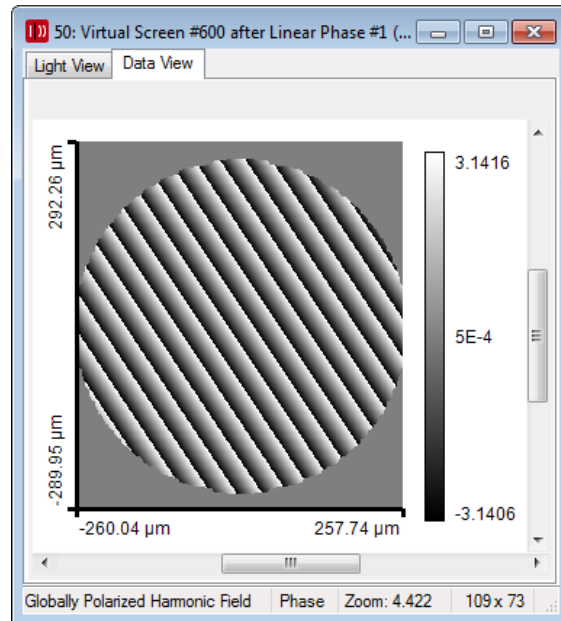 50: Virtual Screen #600 after Linear Phase #1 (...
Light View
Data View
292.26 µm
-289.95 µm
-260.04 µm
257.74 µm
3.1416
5E-4
-3.1406
Globally Polarized Harmonic Field
Phase
Zoom: 4.422
109 x 73